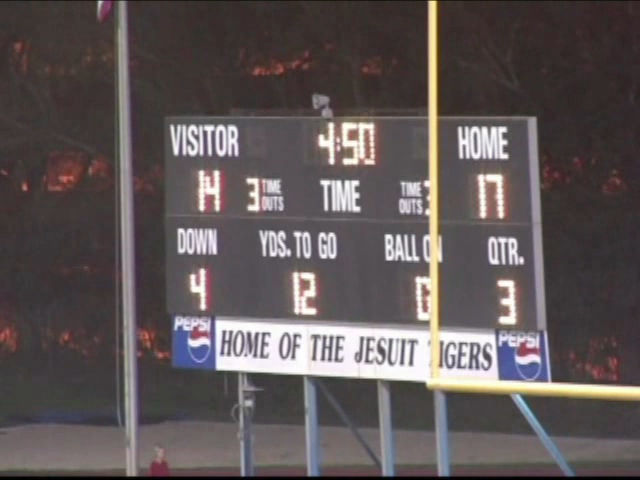 VISITOR 4:50 HOME
14 3 TIME OUTS TIME TIME OUTS 3 17
DOWN YDS. TO GO BALL ON QTR.
4 12 3
PEPSI HOME OF THE JESUIT TIGERS PEPSI